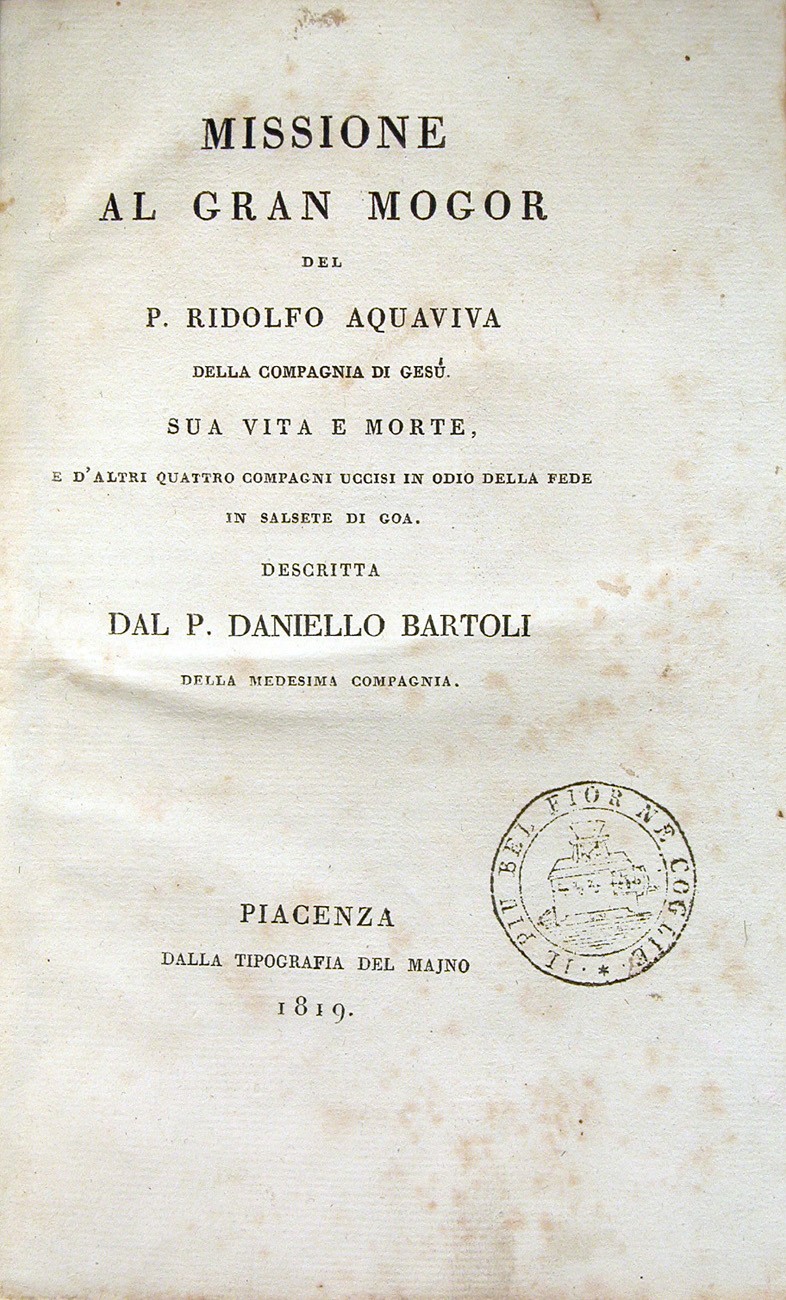 MISSIONE
AL GRAN MOGOR
DEL
P. RIDOLFO AQUAVIVA
DELLA COMPAGNIA DI GESÚ.
SUA VITA E MORTE,
E D'ALTRI QUATTRO COMPAGNI UCCISI IN ODIO DELLA FEDE
IN SALSETE DI GOA.
DESCRITTA
DAL P. DANIELLO BARTOLI
DELLA MEDESIMA COMPAGNIA.
IL PIU BEL FIOR NE COGLIE *
PIACENZA
DALLA TIPOGRAFIA DEL MAJNO
1819.